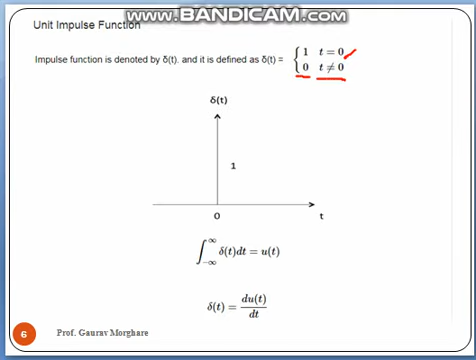 www.BANDICAM.com
Unit Impulse Function
Impulse function is denoted by δ(t). and it is defined as δ(t) = { 1 t = 0
0 t ≠ 0
δ(t)
1
0
t
∫_{-∞}^{∞} δ(t)dt = u(t)
δ(t) = du(t)/dt
6 Prof. Gaurav Morghare